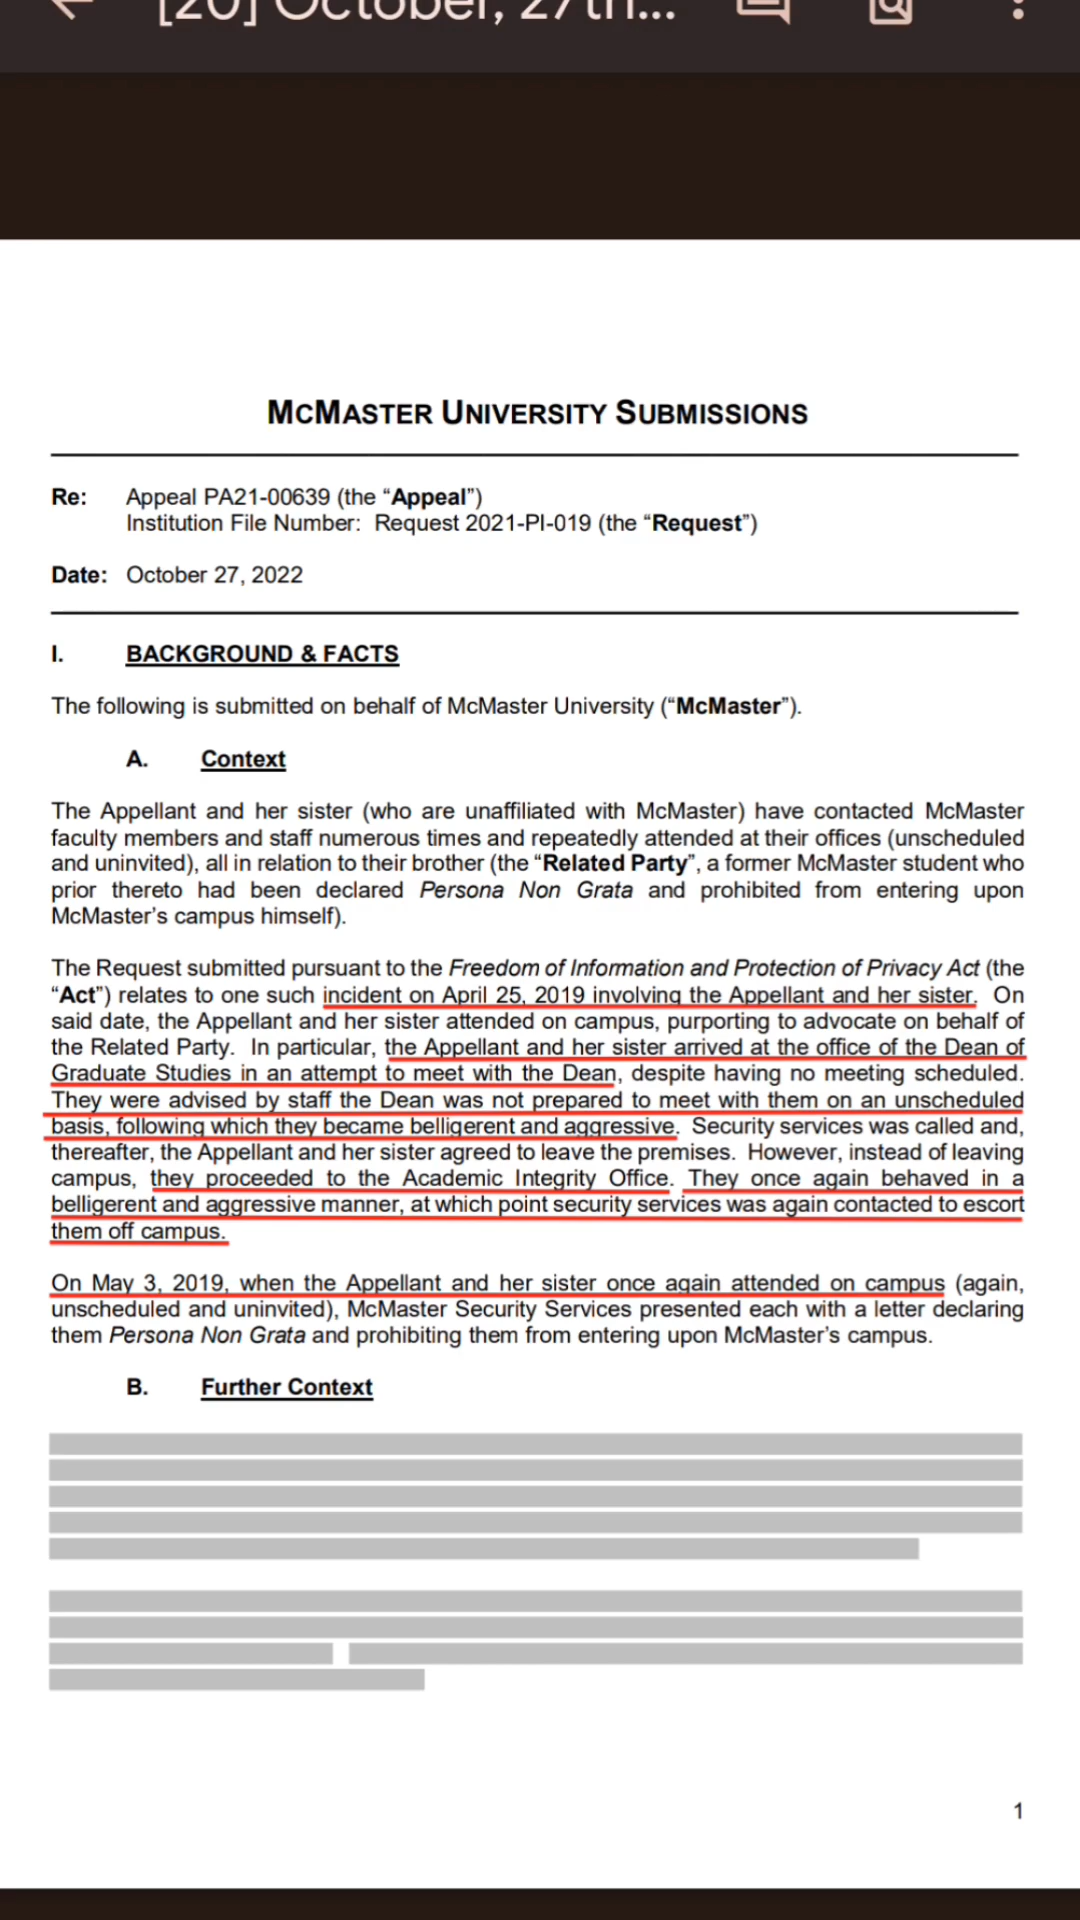 [20] October, 27th...
MCMASTER UNIVERSITY SUBMISSIONS
Re: Appeal PA21-00639 (the “Appeal”)
Institution File Number: Request 2021-PI-019 (the “Request”)
Date: October 27, 2022
I. BACKGROUND & FACTS
The following is submitted on behalf of McMaster University (“McMaster”).
A. Context
The Appellant and her sister (who are unaffiliated with McMaster) have contacted McMaster
faculty members and staff numerous times and repeatedly attended at their offices (unscheduled
and uninvited), all in relation to their brother (the “Related Party”, a former McMaster student who
prior thereto had been declared Persona Non Grata and prohibited from entering upon
McMaster’s campus himself).
The Request submitted pursuant to the Freedom of Information and Protection of Privacy Act (the
“Act”) relates to one such incident on April 25, 2019 involving the Appellant and her sister. On
said date, the Appellant and her sister attended on campus, purporting to advocate on behalf of
the Related Party. In particular, the Appellant and her sister arrived at the office of the Dean of
Graduate Studies in an attempt to meet with the Dean, despite having no meeting scheduled.
They were advised by staff the Dean was not prepared to meet with them on an unscheduled
basis, following which they became belligerent and aggressive. Security services was called and,
thereafter, the Appellant and her sister agreed to leave the premises. However, instead of leaving
campus, they proceeded to the Academic Integrity Office. They once again behaved in a
belligerent and aggressive manner, at which point security services was again contacted to escort
them off campus.
On May 3, 2019, when the Appellant and her sister once again attended on campus (again,
unscheduled and uninvited), McMaster Security Services presented each with a letter declaring
them Persona Non Grata and prohibiting them from entering upon McMaster’s campus.
B. Further Context
1